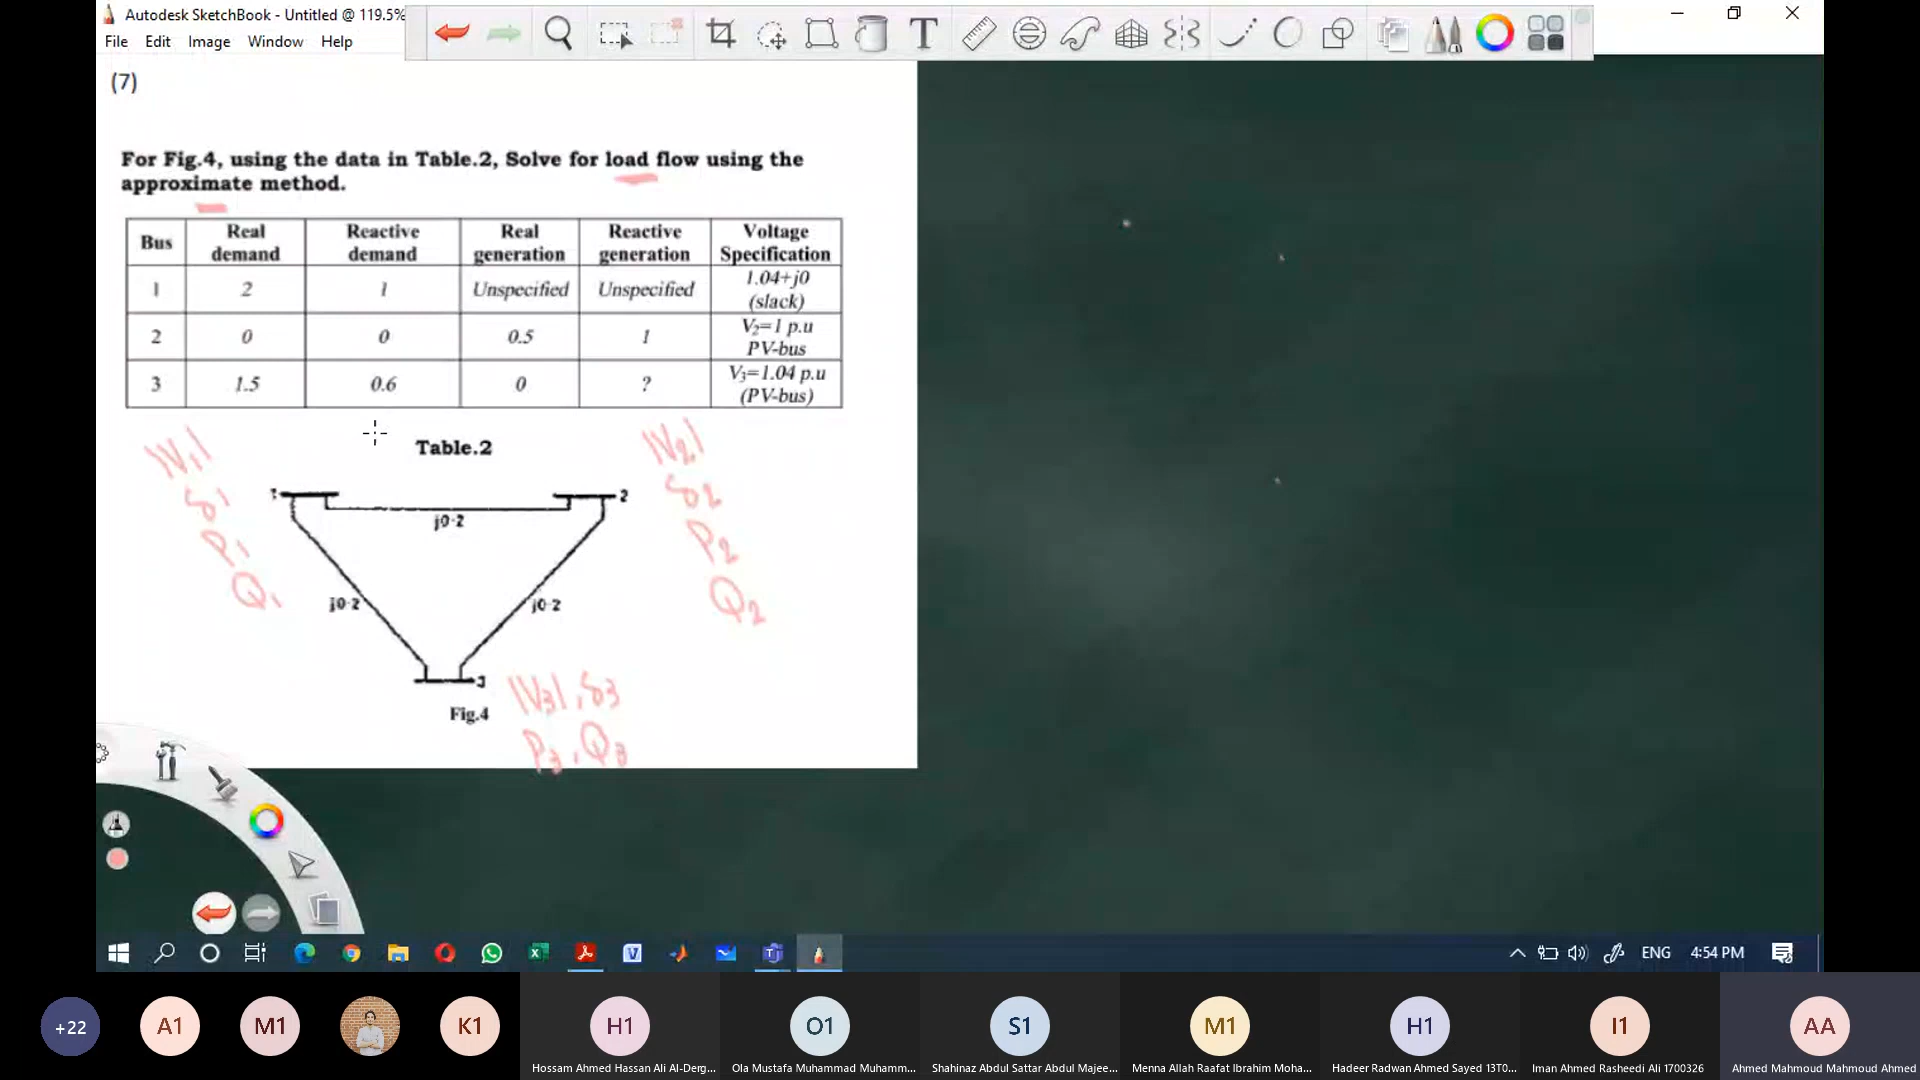 Autodesk SketchBook - Untitled @ 119.5%
File Edit Image Window Help
(7)
For Fig.4, using the data in Table.2, Solve for load flow using the
approximate method.
Bus Real demand Reactive demand Real generation Reactive generation Voltage Specification
1 2 1 Unspecified Unspecified 1.04+j0 (slack)
2 0 0 0.5 1 V₂=1 p.u PV-bus
3 1.5 0.6 0 ? V₃=1.04 p.u (PV-bus)
Table.2
|V₁|
δ₁
P₁
Q₁
|V₂|
δ₂
P₂
Q₂
1
2
j0·2
j0·2
j0·2
3
|V₃|, δ₃
P₃, Q₃
Fig.4
ENG 4:54 PM
+22
A1
M1
K1
H1
O1
S1
M1
H1
I1
AA
Hossam Ahmed Hassan Ali Al-Derg...
Ola Mustafa Muhammad Muhamm...
Shahinaz Abdul Sattar Abdul Majee...
Menna Allah Raafat Ibrahim Moha...
Hadeer Radwan Ahmed Sayed 13T0...
Iman Ahmed Rasheedi Ali 1700326
Ahmed Mahmoud Mahmoud Ahmed